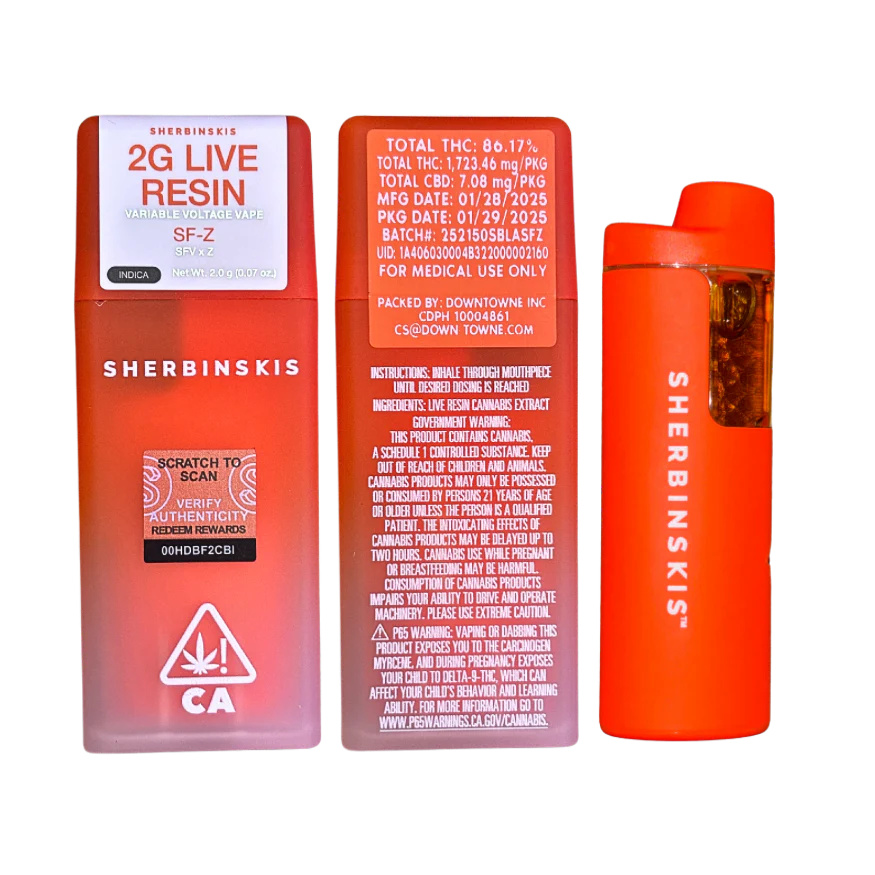 SHERBINSKIS
2G LIVE
RESIN
VARIABLE VOLTAGE VAPE
SF-Z
SFV x Z
INDICA Net Wt. 2.0 g (0.07 oz.)
SHERBINSKIS
SCRATCH TO
SCAN
VERIFY
AUTHENTICITY
REDEEM REWARDS
00HDBF2CBI
CA
TOTAL THC: 86.17%
TOTAL THC: 1,723.46 mg/PKG
TOTAL CBD: 7.08 mg/PKG
MFG DATE: 01/28/2025
PKG DATE: 01/29/2025
BATCH#: 252150SBLASFZ
UID: 1A406030004B322000002160
FOR MEDICAL USE ONLY
PACKED BY: DOWNTOWNE INC
CDPH 10004861
CS@DOWN TOWNE.COM
INSTRUCTIONS: INHALE THROUGH MOUTHPIECE
UNTIL DESIRED DOSING IS REACHED
INGREDIENTS: LIVE RESIN CANNABIS EXTRACT
GOVERNMENT WARNING:
THIS PRODUCT CONTAINS CANNABIS,
A SCHEDULE 1 CONTROLLED SUBSTANCE. KEEP
OUT OF REACH OF CHILDREN AND ANIMALS.
CANNABIS PRODUCTS MAY ONLY BE POSSESSED
OR CONSUMED BY PERSONS 21 YEARS OF AGE
OR OLDER UNLESS THE PERSON IS A QUALIFIED
PATIENT. THE INTOXICATING EFFECTS OF
CANNABIS PRODUCTS MAY BE DELAYED UP TO
TWO HOURS. CANNABIS USE WHILE PREGNANT
OR BREASTFEEDING MAY BE HARMFUL.
CONSUMPTION OF CANNABIS PRODUCTS
IMPAIRS YOUR ABILITY TO DRIVE AND OPERATE
MACHINERY. PLEASE USE EXTREME CAUTION.
P65 WARNING: VAPING OR DABBING THIS
PRODUCT EXPOSES YOU TO THE CARCINOGEN
MYRCENE, AND DURING PREGNANCY EXPOSES
YOUR CHILD TO DELTA-9-THC, WHICH CAN
AFFECT YOUR CHILD'S BEHAVIOR AND LEARNING
ABILITY. FOR MORE INFORMATION GO TO
WWW.P65WARNINGS.CA.GOV/CANNABIS.
SHERBINSKIS™